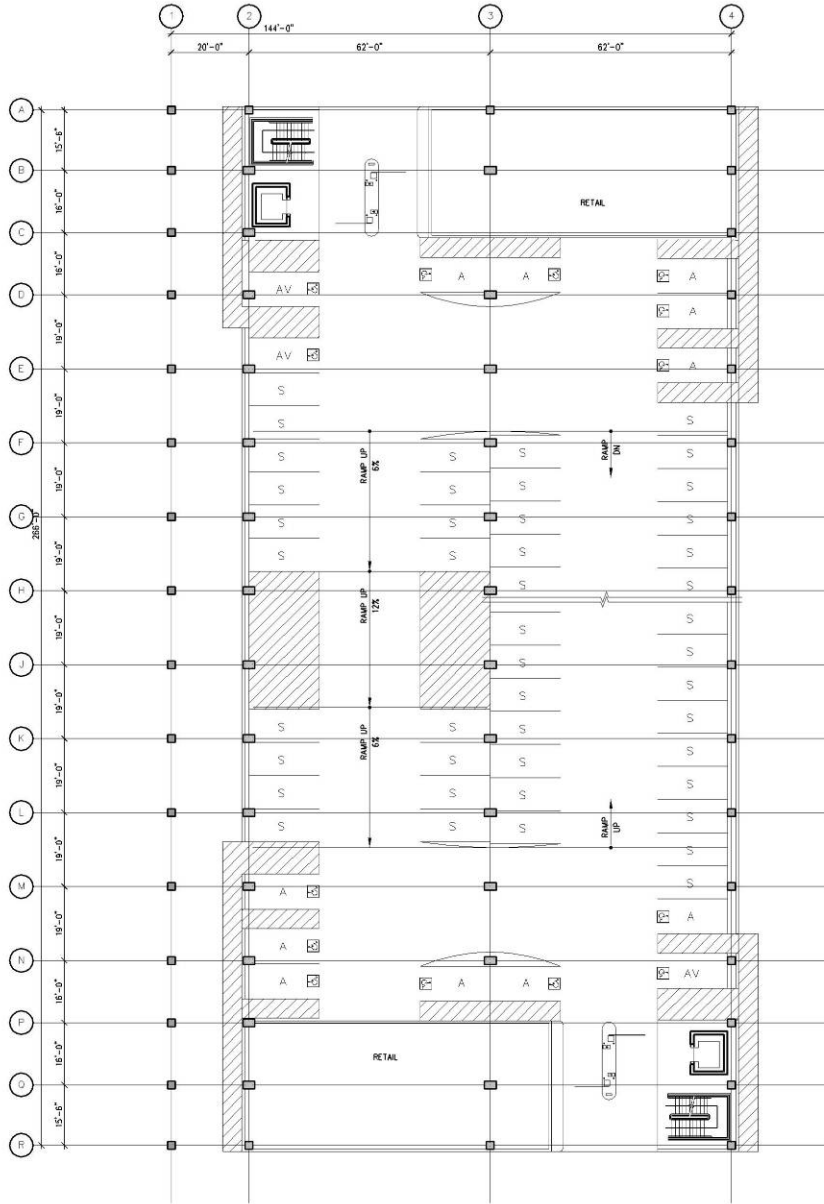 1 2 3 4
144'-0"
20'-0" 62'-0" 62'-0"
A
15'-6"
B
16'-0"
RETAIL
C
16'-0"
A A A
AV
D
A
19'-0"
AV A
E
S
19'-0"
S S
F
RAMP UP
6%
RAMP
DN
S S S S
19'-0"
S S S S
G
266'-0"
S S S S
19'-0"
S S S S
H
S S
RAMP UP
12%
19'-0"
S S
S S
J
S S
19'-0"
S S S S
K
RAMP UP
6%
S S S S
19'-0"
S S S S
L
S S S S
RAMP
UP
19'-0"
S
M
S
A
A
19'-0"
A
N
AV
A A A
16'-0"
P
16'-0"
RETAIL
Q
15'-6"
R